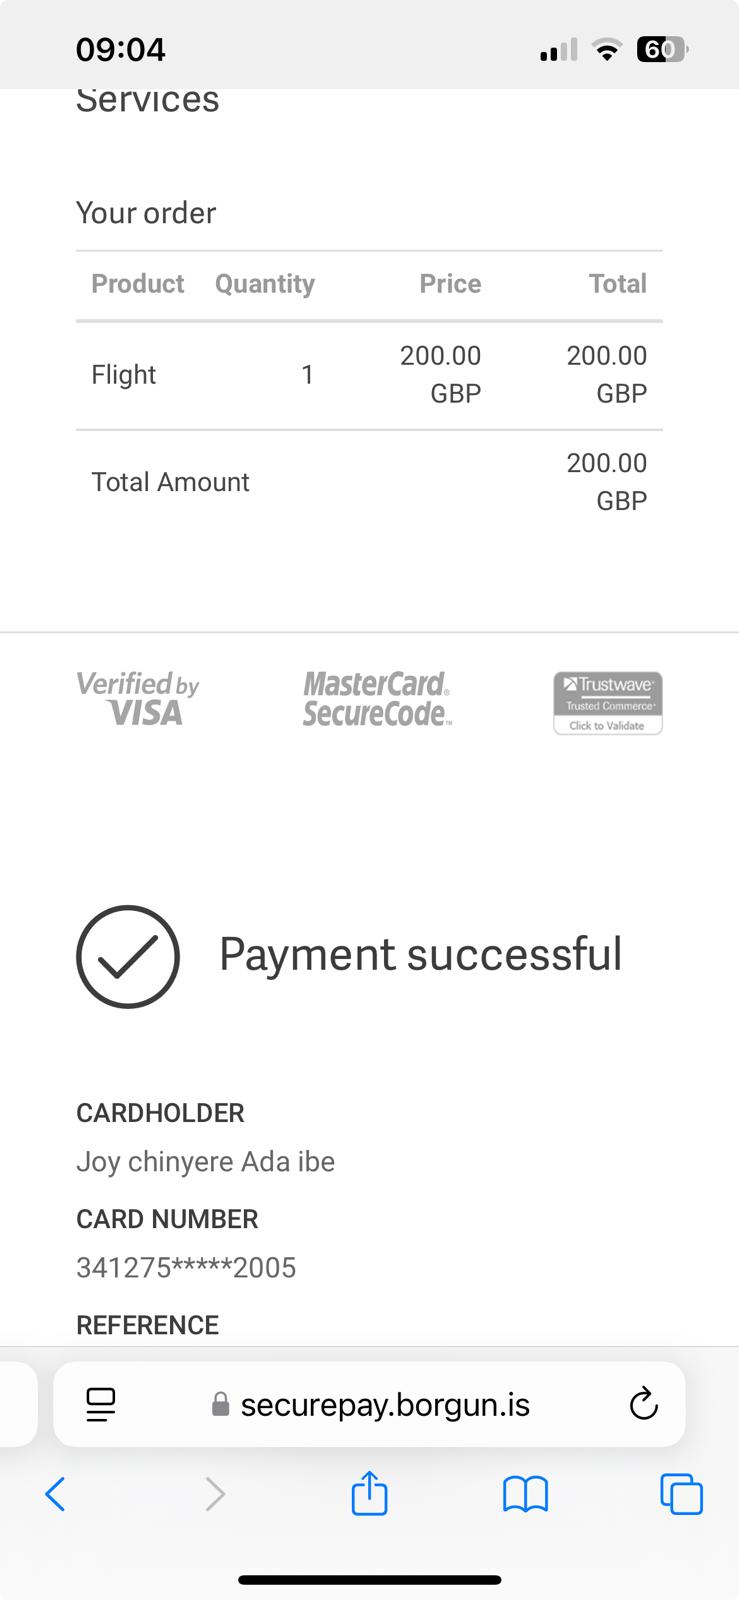 09:04
60
Services
Your order
Product Quantity Price Total
Flight 1 200.00 GBP 200.00 GBP
Total Amount 200.00 GBP
Verified by VISA
MasterCard® SecureCode™
Trustwave®
Trusted Commerce®
Click to Validate
Payment successful
CARDHOLDER
Joy chinyere Ada ibe
CARD NUMBER
341275*****2005
REFERENCE
securepay.borgun.is